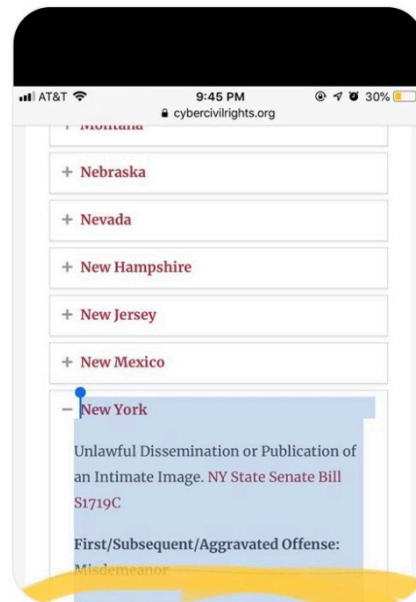 AT&T 9:45 PM 30%
cybercivilrights.org
+ Montana
+ Nebraska
+ Nevada
+ New Hampshire
+ New Jersey
+ New Mexico
− New York
Unlawful Dissemination or Publication of
an Intimate Image. NY State Senate Bill
S1719C
First/Subsequent/Aggravated Offense:
Misdemeanor